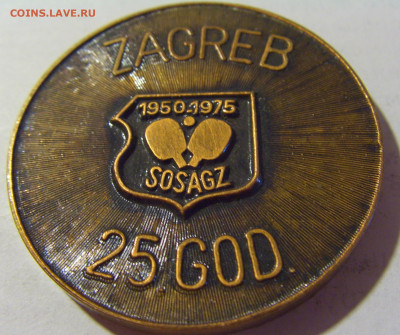 COINS.LAVE.RU
ZAGREB
1950-1975
SOSAGZ
25.GOD.